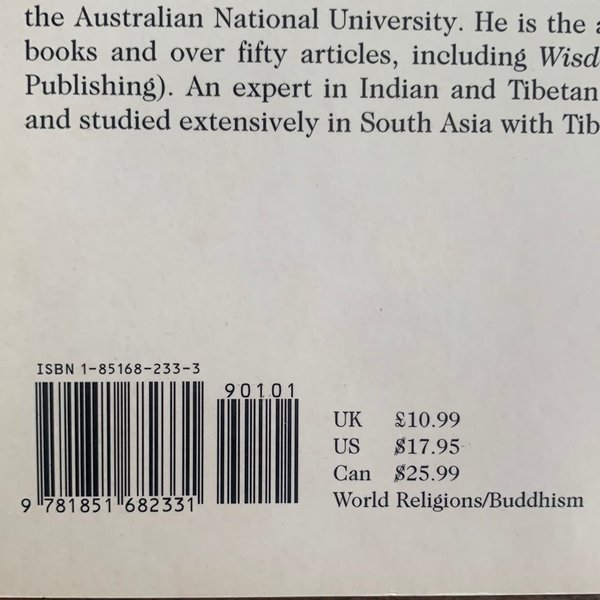 the Australian National University. He is the
books and over fifty articles, including
Publishing). An expert in Indian and Tibetan
and studied extensively in South Asia with
ISBN 1-85168-233-3
90101
9 781851 682331
UK £10.99
US $17.95
Can $25.99
World Religions/Buddhism